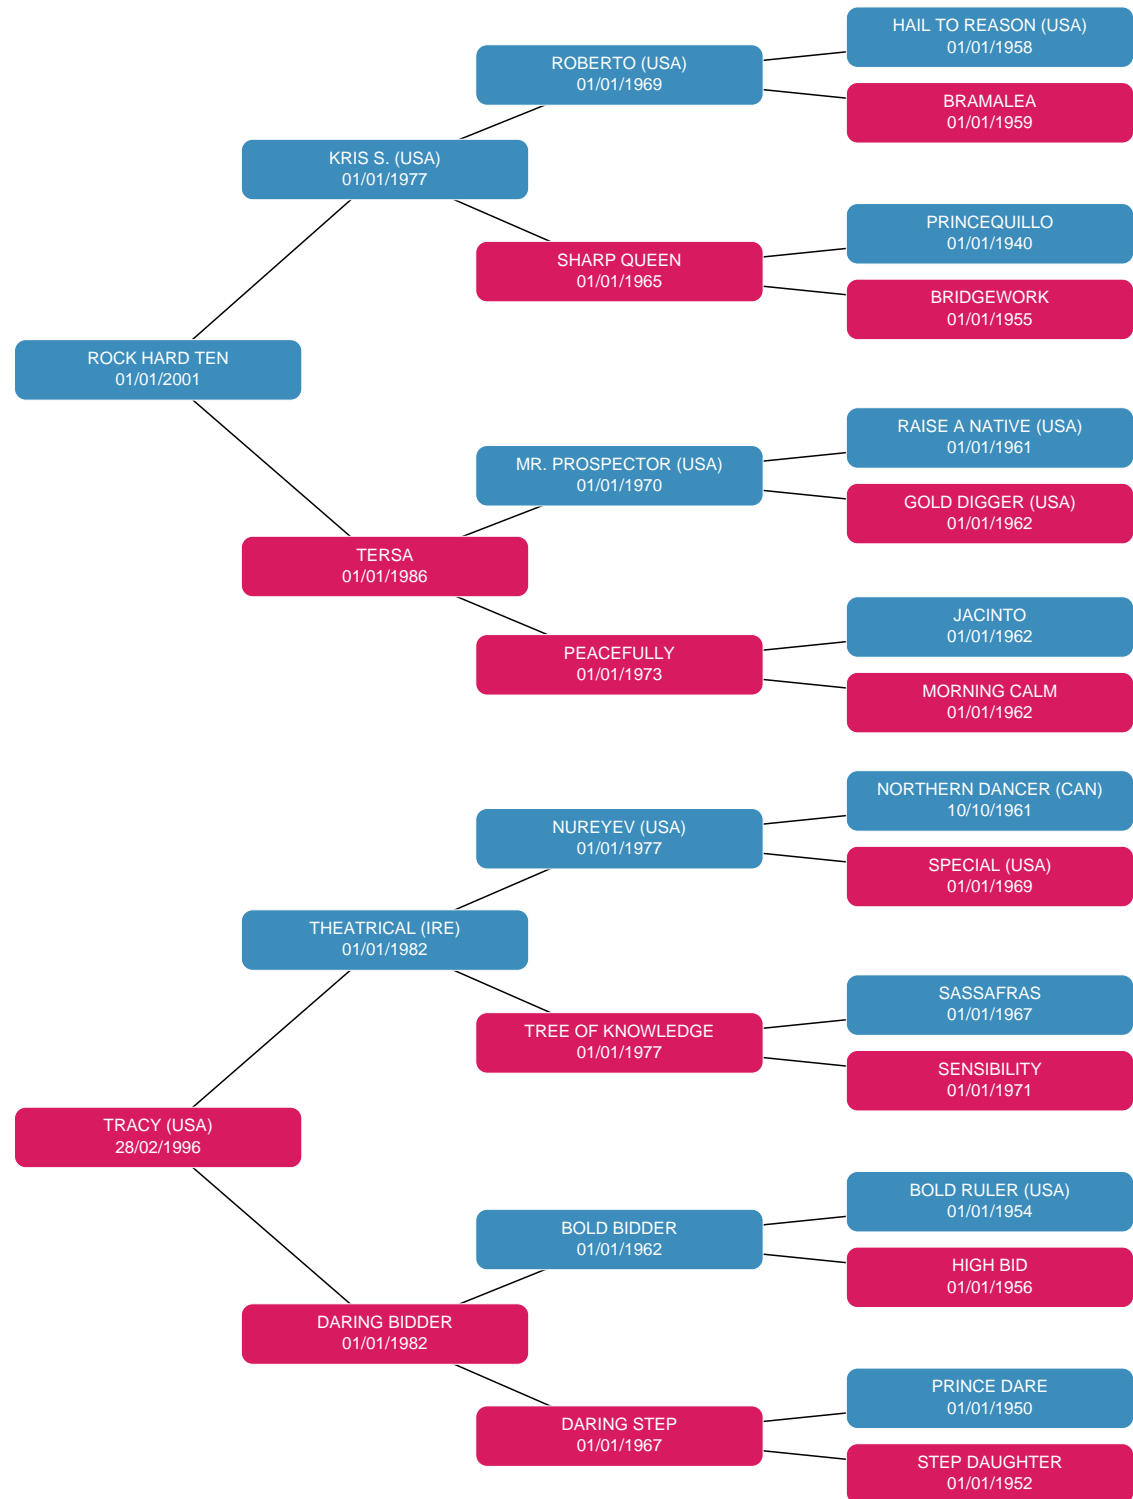 HAIL TO REASON (USA)
01/01/1958
ROBERTO (USA)
01/01/1969
BRAMALEA
01/01/1959
KRIS S. (USA)
01/01/1977
PRINCEQUILLO
01/01/1940
SHARP QUEEN
01/01/1965
BRIDGEWORK
01/01/1955
ROCK HARD TEN
01/01/2001
RAISE A NATIVE (USA)
01/01/1961
MR. PROSPECTOR (USA)
01/01/1970
GOLD DIGGER (USA)
01/01/1962
TERSA
01/01/1986
JACINTO
01/01/1962
PEACEFULLY
01/01/1973
MORNING CALM
01/01/1962
NORTHERN DANCER (CAN)
10/10/1961
NUREYEV (USA)
01/01/1977
SPECIAL (USA)
01/01/1969
THEATRICAL (IRE)
01/01/1982
SASSAFRAS
01/01/1967
TREE OF KNOWLEDGE
01/01/1977
SENSIBILITY
01/01/1971
TRACY (USA)
28/02/1996
BOLD RULER (USA)
01/01/1954
BOLD BIDDER
01/01/1962
HIGH BID
01/01/1956
DARING BIDDER
01/01/1982
PRINCE DARE
01/01/1950
DARING STEP
01/01/1967
STEP DAUGHTER
01/01/1952